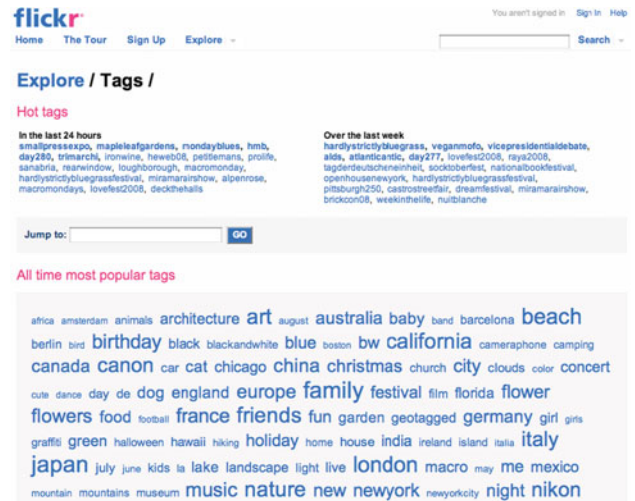 flickr
You aren't signed in Sign In Help
Home The Tour Sign Up Explore
Search
Explore / Tags /
Hot tags
In the last 24 hours
smallpressexpo, mapleleafgardens, mondayblues, hmb,
day280, trimarchi, ironwine, heweb08, petitemans, prolife,
sanabria, rearwindow, loughborough, macromonday,
hardlystrictlybluegrassfestival, miramarairshow, alpenrose,
macromondays, lovefest2008, deckthehalls
Over the last week
hardlystrictlybluegrass, veganmofo, vicepresidentialdebate,
aids, atlanticantic, day277, lovefest2008, raya2008,
tagderdeutscheneinheit, socktoberfest, nationalbookfestival,
openhousenewyork, hardlystrictlybluegrassfestival,
pittsburgh250, castrostreetfair, dreamfestival, miramarairshow,
brickcon08, weekinthelife, nuitblanche
Jump to: GO
All time most popular tags
africa amsterdam animals architecture art august australia baby band barcelona beach
berlin bird birthday black blackandwhite blue boston bw california cameraphone camping
canada canon car cat chicago china christmas church city clouds color concert
cute dance day de dog england europe family festival film florida flower
flowers food football france friends fun garden geotagged germany girl girls
graffiti green halloween hawaii hiking holiday home house india ireland island italia italy
japan july june kids la lake landscape light live london macro may me mexico
mountain mountains museum music nature new newyork newyorkcity night nikon